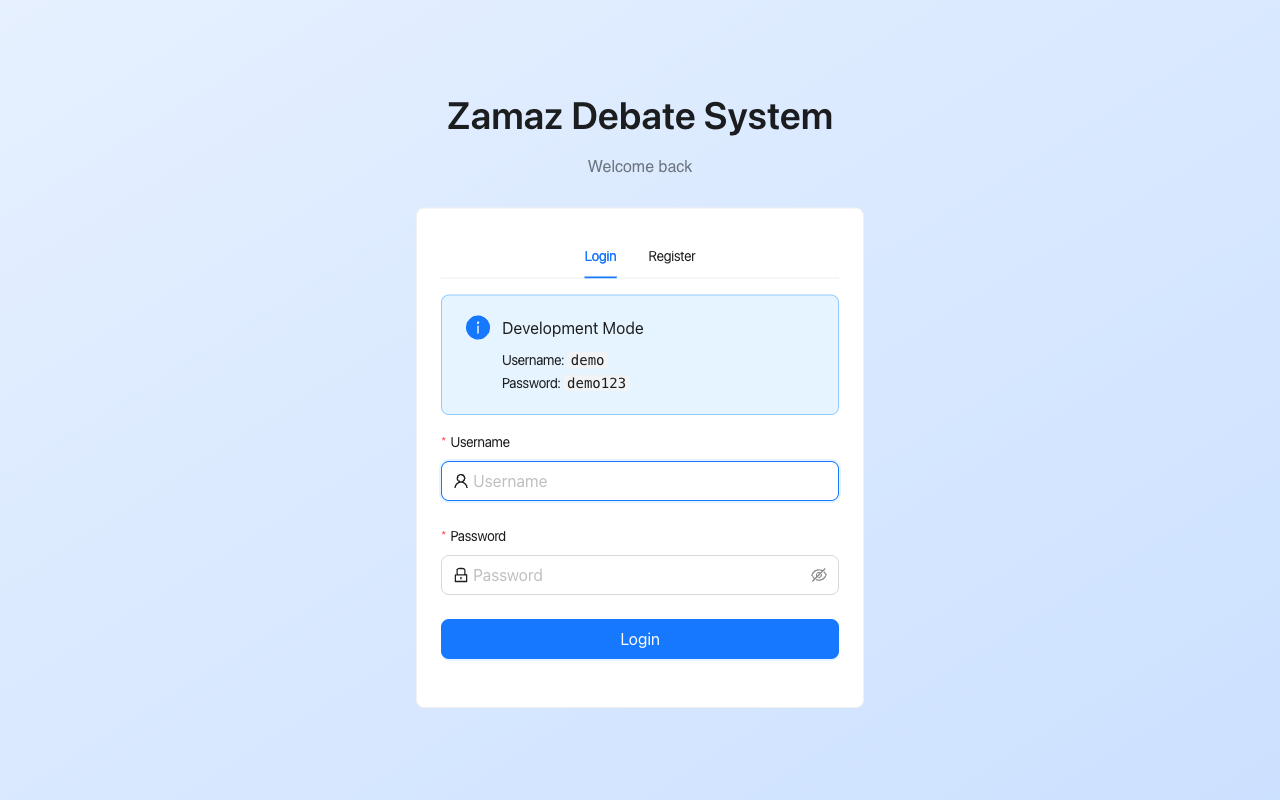 Zamaz Debate System
Welcome back
Login Register
Development Mode
Username: demo
Password: demo123
* Username
Username
* Password
Password
Login